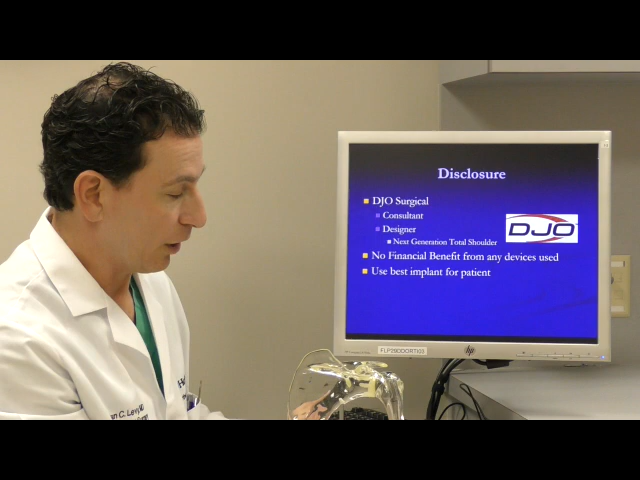 Disclosure
DJO Surgical
Consultant
Designer
Next Generation Total Shoulder
No Financial Benefit from any devices used
Use best implant for patient
DJO
hp